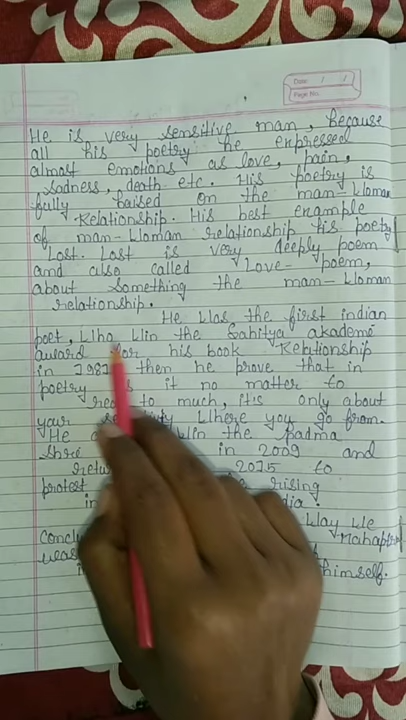 Date: / /
Page No:
He is very sensitive man, because
all his poetry he expressed
almost emotions as love, pain,
Sadness, death etc. His poetry is
fully baised on the man-Woman
Relationship. His best example
of man-Woman relationship his poetry
Lost. Lost is very deeply poem
and also called Love-poem,
about Something the man-Woman
relationship.
He Was the first indian
poet, Who Win the Sahitya akademi
award for his book Relationship
in then he prove that in
poetry it no matter to
to much, it's only about
your Where you go from.
He Win the padma
Shree in 2009 and
2015 to
protest rising
in
Way We
Mahaptra
was
himself.